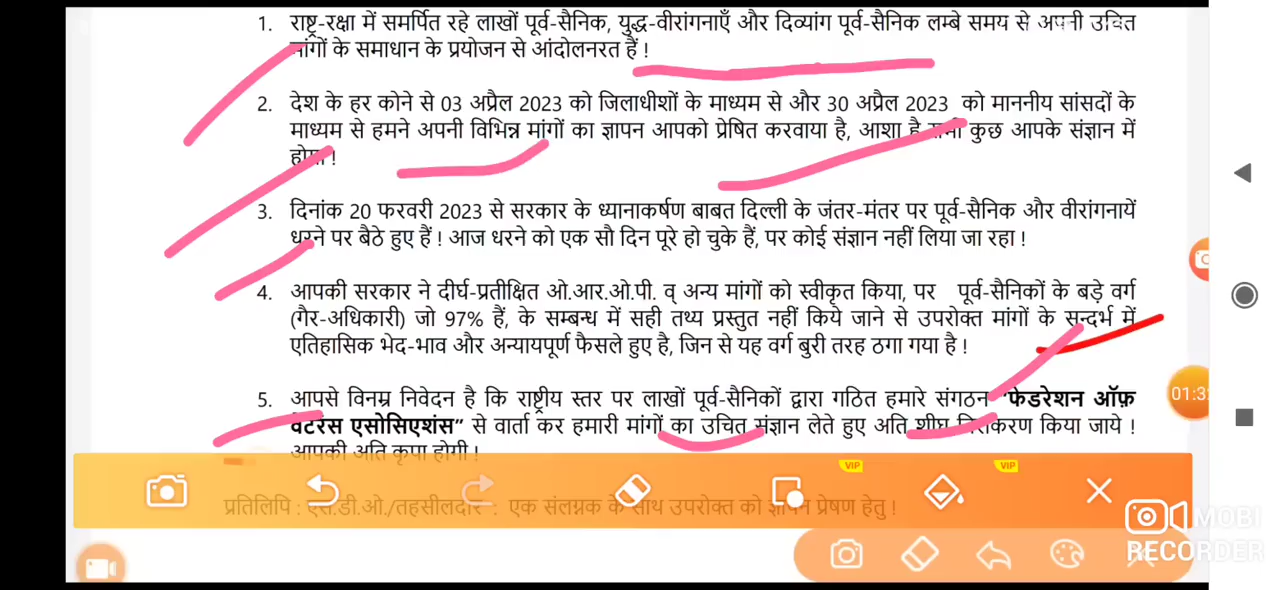 1. राष्ट्र-रक्षा में समर्पित रहे लाखों पूर्व-सैनिक, युद्ध-वीरांगनाएँ और दिव्यांग पूर्व-सैनिक लम्बे समय से अपनी उचित
मांगों के समाधान के प्रयोजन से आंदोलनरत हैं !
2. देश के हर कोने से 03 अप्रैल 2023 को जिलाधीशों के माध्यम से और 30 अप्रैल 2023 को माननीय सांसदों के
माध्यम से हमने अपनी विभिन्न मांगों का ज्ञापन आपको प्रेषित करवाया है, आशा है सभी कुछ आपके संज्ञान में
होगा !
3. दिनांक 20 फरवरी 2023 से सरकार के ध्यानाकर्षण बाबत दिल्ली के जंतर-मंतर पर पूर्व-सैनिक और वीरांगनायें
धरने पर बैठे हुए हैं ! आज धरने को एक सौ दिन पूरे हो चुके हैं, पर कोई संज्ञान नहीं लिया जा रहा !
4. आपकी सरकार ने दीर्घ-प्रतीक्षित ओ.आर.ओ.पी. व् अन्य मांगों को स्वीकृत किया, पर पूर्व-सैनिकों के बड़े वर्ग
(गैर-अधिकारी) जो 97% हैं, के सम्बन्ध में सही तथ्य प्रस्तुत नहीं किये जाने से उपरोक्त मांगों के सन्दर्भ में
एतिहासिक भेद-भाव और अन्यायपूर्ण फैसले हुए है, जिन से यह वर्ग बुरी तरह ठगा गया है !
5. आपसे विनम्र निवेदन है कि राष्ट्रीय स्तर पर लाखों पूर्व-सैनिकों द्वारा गठित हमारे संगठन "फेडरेशन ऑफ़
वेटरंस एसोसिएशंस” से वार्ता कर हमारी मांगों का उचित संज्ञान लेते हुए अति शीघ्र निराकरण किया जाये !
आपकी अति कृपा होगी !
प्रतिलिपि : एस.डी.ओ./तहसीलदार : एक संलग्नक के साथ उपरोक्त को ज्ञापन प्रेषण हेतु !
01:3
VIP
VIP
MOBI
RECORDER